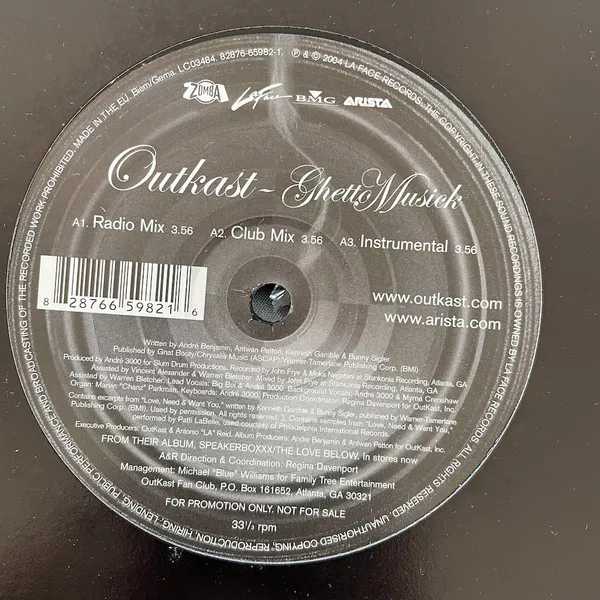 UNAUTHORISED COPYING, REPRODUCTION, HIRING, LENDING, PUBLIC PERFORMANCE AND BROADCASTING OF THE RECORDED WORK PROHIBITED. MADE IN THE EU. Biem/Gema. LC03484. 82876-65982-1. ℗ & © 2004 LA FACE RECORDS. THE COPYRIGHT IN THESE SOUND RECORDINGS IS OWNED BY LA FACE RECORDS. ALL RIGHTS RESERVED.
ZOMBA LaFace BMG ARISTA
Outkast ~ GhettoMusick
A1. Radio Mix 3.56 A2. Club Mix 3.56 A3. Instrumental 3.56
8 28766 59821 6
www.outkast.com
www.arista.com
Written by André Benjamin, Antwan Patton, Kenneth Gamble & Bunny Sigler
Published by Gnat Booty/Chrysalis Music (ASCAP)/Warner-Tamerlane Publishing Corp. (BMI)
Produced by André 3000 for Slum Drum Productions. Recorded by John Frye & Moka Nagatani at Stankonia Recording, Atlanta, GA
Assisted by Vincent Alexander & Warren Bletcher. Mixed by John Frye at Stankonia Recording, Atlanta, GA
Assisted by Warren Bletcher. Lead Vocals: Big Boi & André 3000. Background Vocals: André 3000 & Myrna Crenshaw
Organ: Marvin "Chanz" Parkman, Keyboards: André 3000, Production Coordinator: Regina Davenport for OutKast, Inc.
Contains excerpts from "Love, Need & Want You," written by Kenneth Gamble & Bunny Sigler, published by Warner-Tamerlane
Publishing Corp. (BMI). Used by permission. All rights reserved. Contains samples from "Love, Need & Want You,"
performed by Patti LaBelle, used courtesy of Philadelphia International Records.
Executive Producers: OutKast & Antonio "LA" Reid. Album Producers: André Benjamin & Antwan Patton for OutKast, Inc.
FROM THEIR ALBUM, SPEAKERBOXXX/THE LOVE BELOW. In stores now
A&R Direction & Coordination: Regina Davenport
Management: Michael "Blue" Williams for Family Tree Entertainment
OutKast Fan Club, P.O. Box 161652, Atlanta, GA 30321
FOR PROMOTION ONLY. NOT FOR SALE
33⅓ rpm